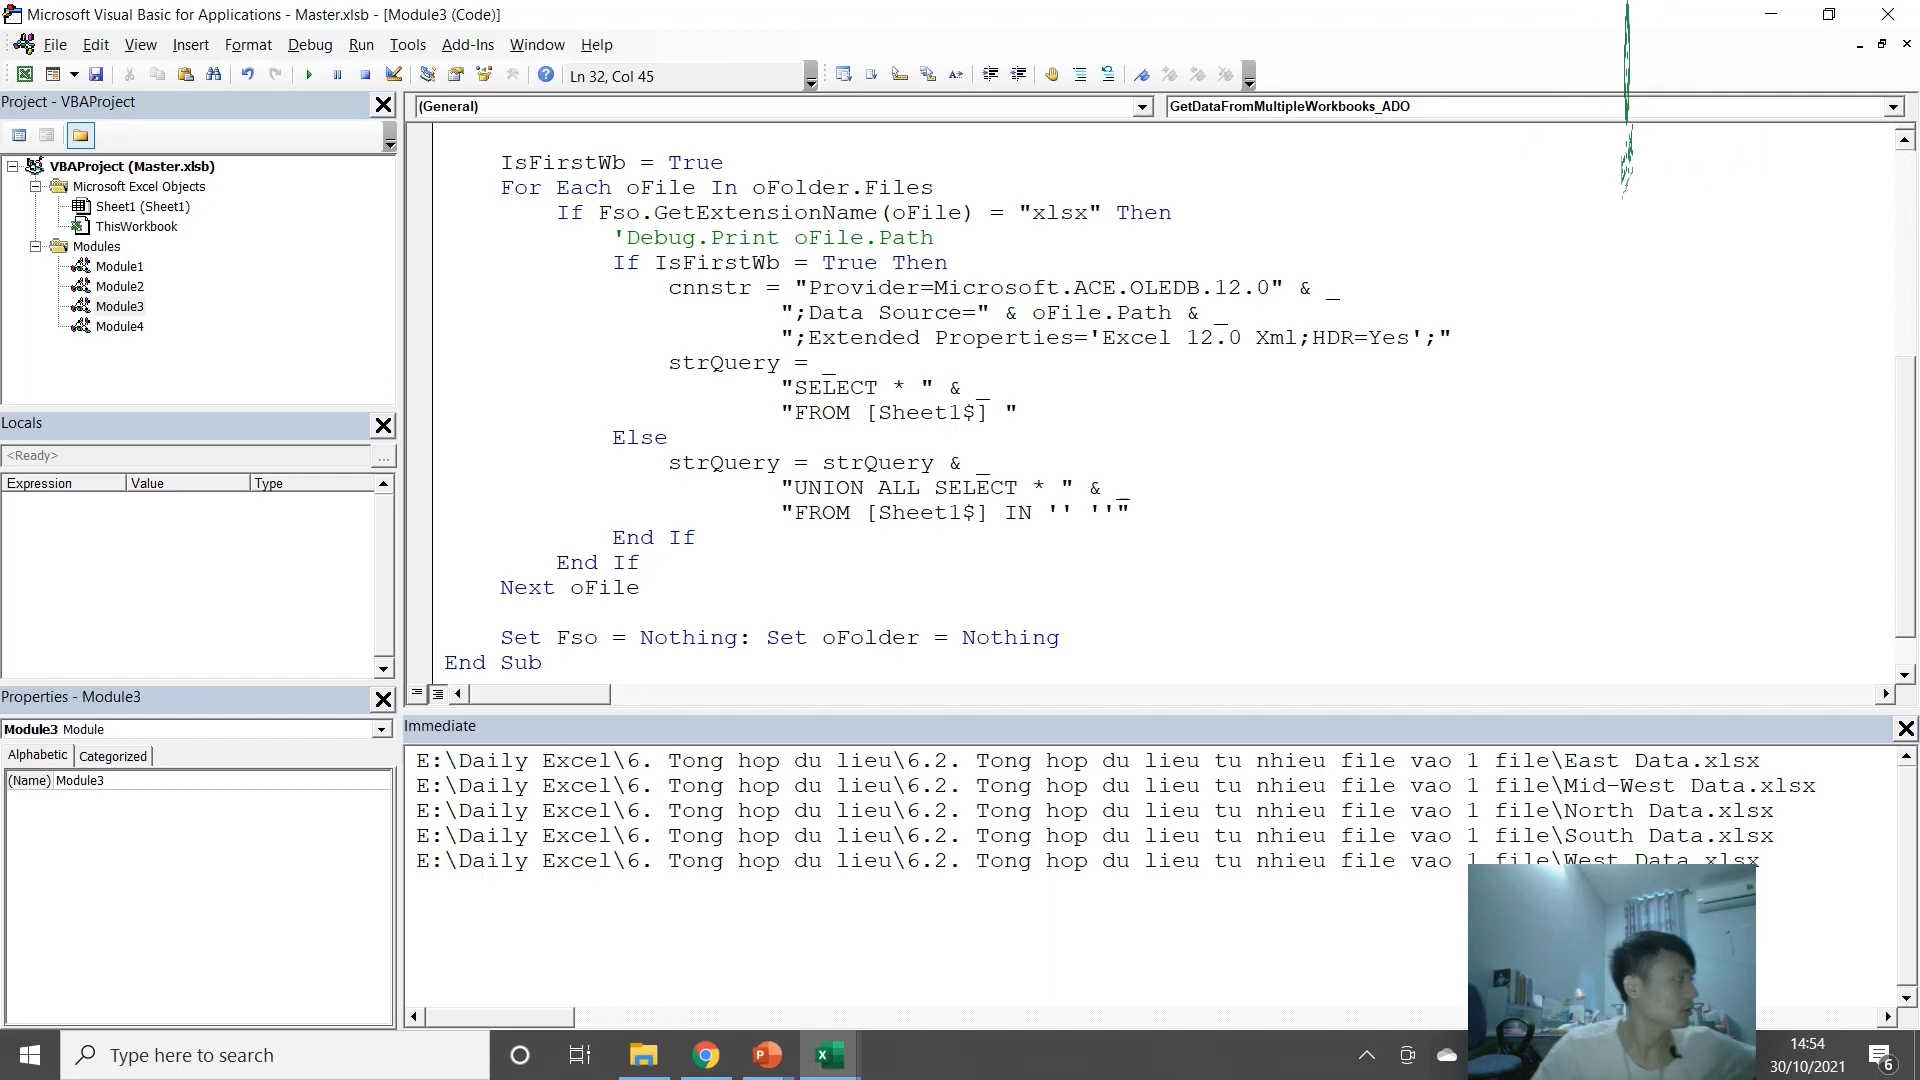 Microsoft Visual Basic for Applications - Master.xlsb - [Module3 (Code)]
File Edit View Insert Format Debug Run Tools Add-Ins Window Help
Ln 32, Col 45
Project - VBAProject
(General)
GetDataFromMultipleWorkbooks_ADO
VBAProject (Master.xlsb)
Microsoft Excel Objects
Sheet1 (Sheet1)
ThisWorkbook
Modules
Module1
Module2
Module3
Module4
Locals
<Ready>
...
Expression Value Type
Properties - Module3
Module3 Module
Alphabetic Categorized
(Name) Module3
IsFirstWb = True
For Each oFile In oFolder.Files
If Fso.GetExtensionName(oFile) = "xlsx" Then
'Debug.Print oFile.Path
If IsFirstWb = True Then
cnnstr = "Provider=Microsoft.ACE.OLEDB.12.0" & _
";Data Source=" & oFile.Path & _
";Extended Properties='Excel 12.0 Xml;HDR=Yes';"
strQuery = _
"SELECT * " & _
"FROM [Sheet1$] "
Else
strQuery = strQuery & _
"UNION ALL SELECT * " & _
"FROM [Sheet1$] IN '' ''"
End If
End If
Next oFile
Set Fso = Nothing: Set oFolder = Nothing
End Sub
Immediate
E:\Daily Excel\6. Tong hop du lieu\6.2. Tong hop du lieu tu nhieu file vao 1 file\East Data.xlsx
E:\Daily Excel\6. Tong hop du lieu\6.2. Tong hop du lieu tu nhieu file vao 1 file\Mid-West Data.xlsx
E:\Daily Excel\6. Tong hop du lieu\6.2. Tong hop du lieu tu nhieu file vao 1 file\North Data.xlsx
E:\Daily Excel\6. Tong hop du lieu\6.2. Tong hop du lieu tu nhieu file vao 1 file\South Data.xlsx
E:\Daily Excel\6. Tong hop du lieu\6.2. Tong hop du lieu tu nhieu file vao 1 file\West Data.xlsx
Type here to search
14:54
30/10/2021
6